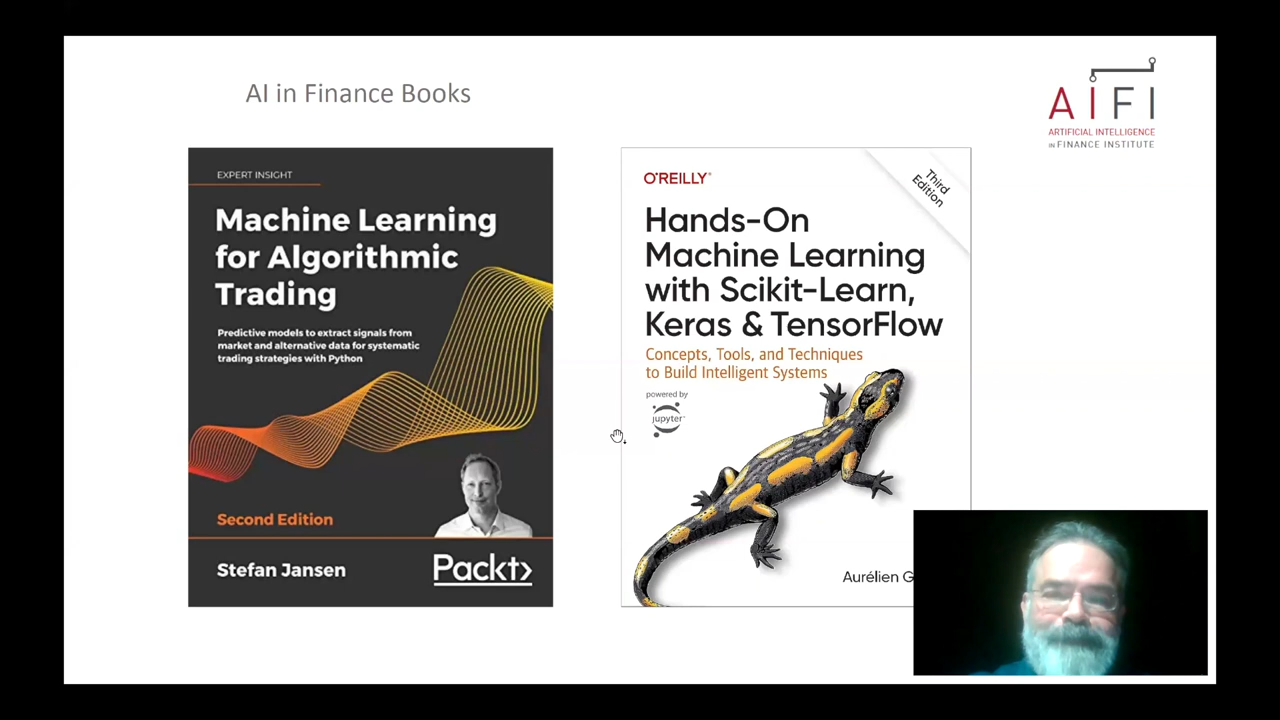 AI in Finance Books
AIFI
ARTIFICIAL INTELLIGENCE
IN FINANCE INSTITUTE
EXPERT INSIGHT
Machine Learning
for Algorithmic
Trading
Predictive models to extract signals from
market and alternative data for systematic
trading strategies with Python
Second Edition
Stefan Jansen
Packt>
O'REILLY®
Third
Edition
Hands-On
Machine Learning
with Scikit-Learn,
Keras & TensorFlow
Concepts, Tools, and Techniques
to Build Intelligent Systems
powered by
jupyter
Aurélien G